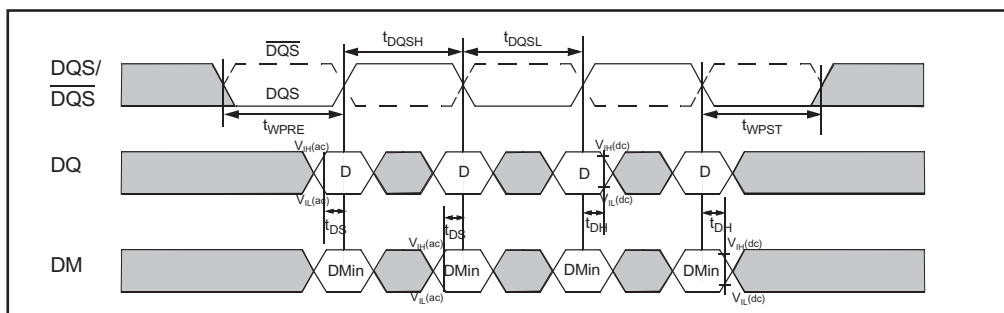 DQS/
DQS
DQS
DQS
tDQSH
tDQSL
tWPRE
tWPST
DQ
VIH(ac)
VIH(dc)
D
D
D
D
VIL(ac)
VIL(dc)
tDS
tDS
tDH
tDH
VIH(ac)
VIH(dc)
DM
DMin
DMin
DMin
DMin
VIL(ac)
VIL(dc)